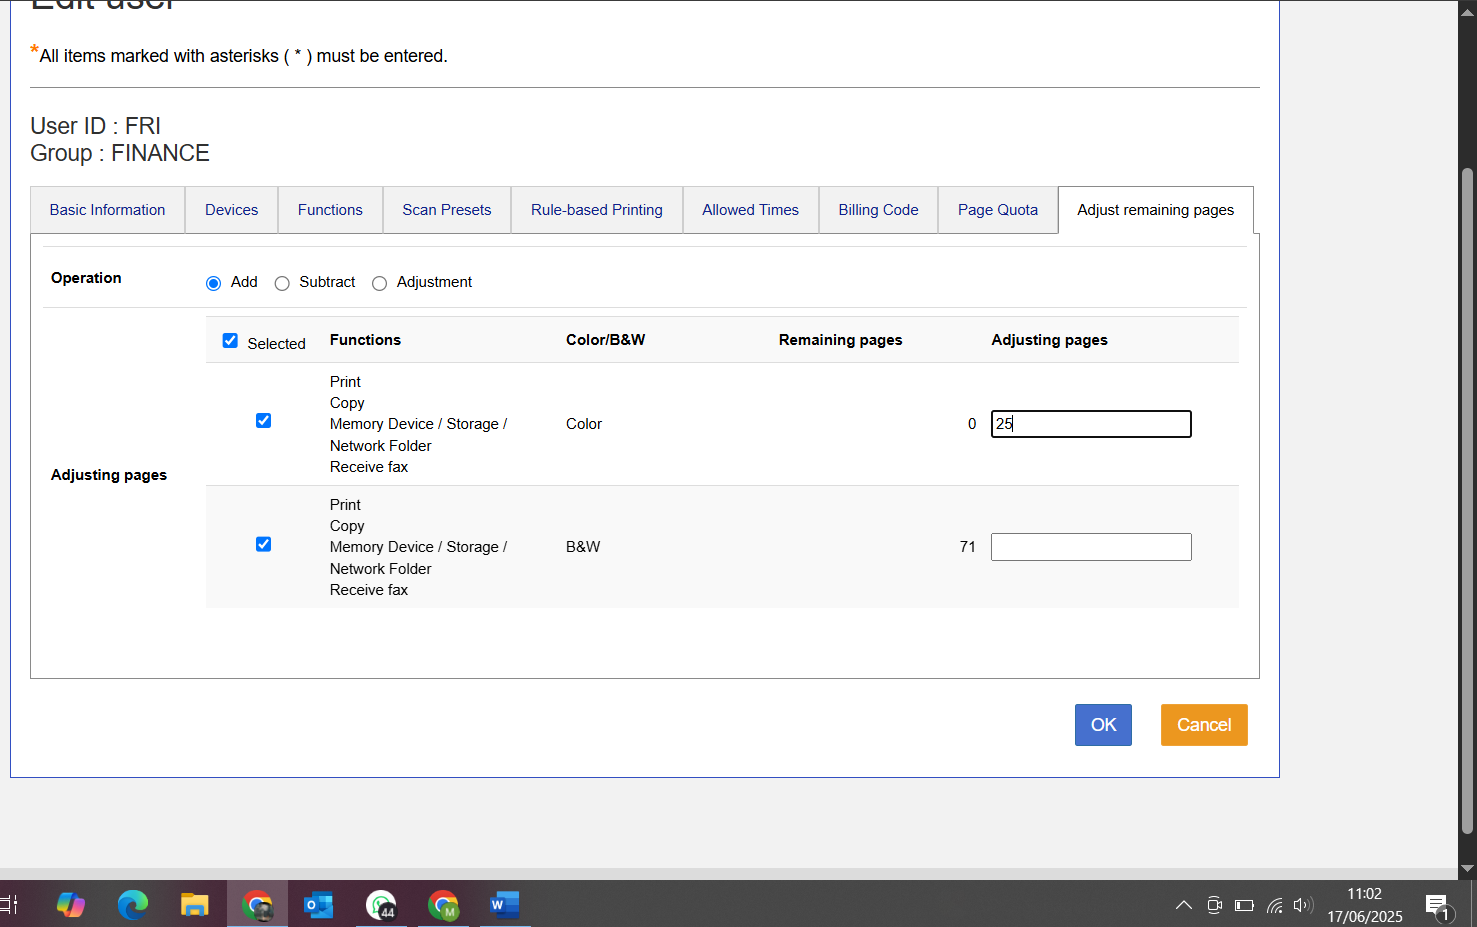 Edit user
*All items marked with asterisks ( * ) must be entered.
User ID : FRI
Group : FINANCE
Basic Information Devices Functions Scan Presets Rule-based Printing Allowed Times Billing Code Page Quota Adjust remaining pages
Operation Add Subtract Adjustment
Selected Functions Color/B&W Remaining pages Adjusting pages
Adjusting pages
Print
Copy
Memory Device / Storage /
Network Folder
Receive fax
Color 0 25
Print
Copy
Memory Device / Storage /
Network Folder
Receive fax
B&W 71
OK Cancel
44
M
W
11:02
17/06/2025
1